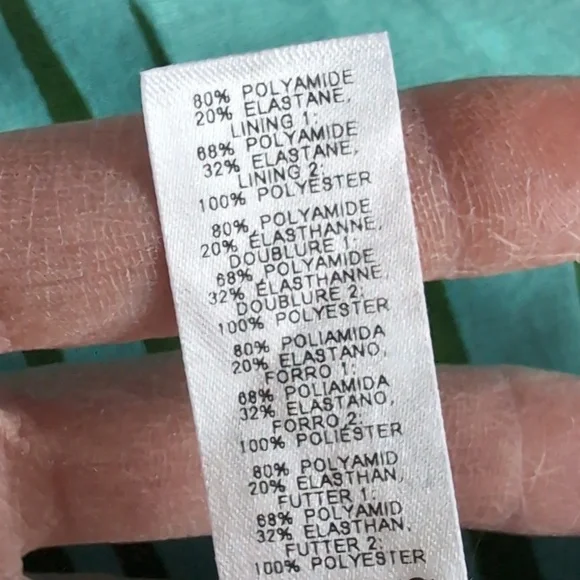 80% POLYAMIDE
20% ELASTANE,
LINING 1:
68% POLYAMIDE
32% ELASTANE,
LINING 2:
100% POLYESTER
80% POLYAMIDE
20% ÉLASTHANNE,
DOUBLURE 1:
68% POLYAMIDE
32% ÉLASTHANNE,
DOUBLURE 2:
100% POLYESTER
80% POLIAMIDA
20% ELASTANO,
FORRO 1:
68% POLIAMIDA
32% ELASTANO,
FORRO 2:
100% POLIÉSTER
80% POLYAMID
20% ELASTHAN,
FUTTER 1:
68% POLYAMID
32% ELASTHAN,
FUTTER 2:
100% POLYESTER